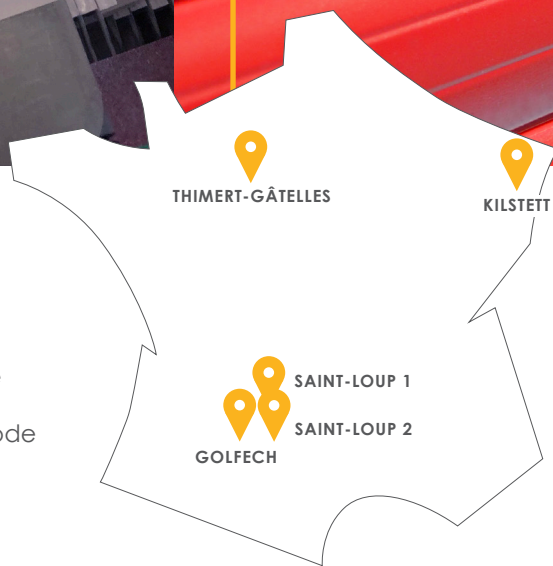 THIMERT-GÂTELLES
KILSTETT
SAINT-LOUP 1
SAINT-LOUP 2
GOLFECH